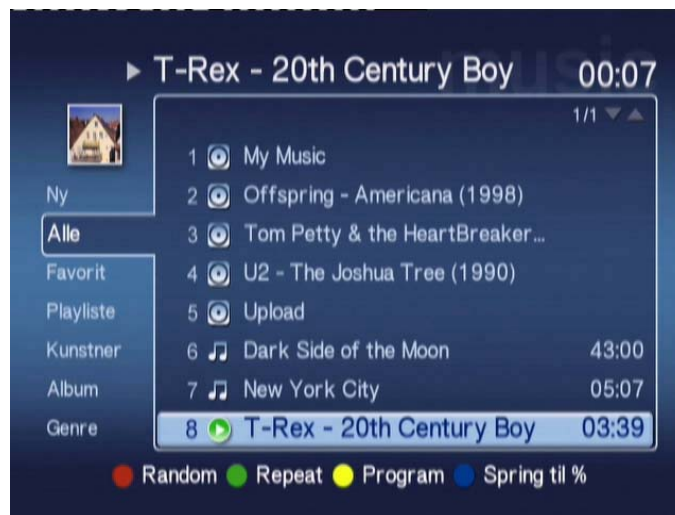 music
T-Rex - 20th Century Boy 00:07
1/1
1 My Music
Ny
2 Offspring - Americana (1998)
Alle
3 Tom Petty & the HeartBreaker...
Favorit
4 U2 - The Joshua Tree (1990)
Playliste
5 Upload
Kunstner
6 Dark Side of the Moon 43:00
Album
7 New York City 05:07
Genre
8 T-Rex - 20th Century Boy 03:39
Random Repeat Program Spring til %